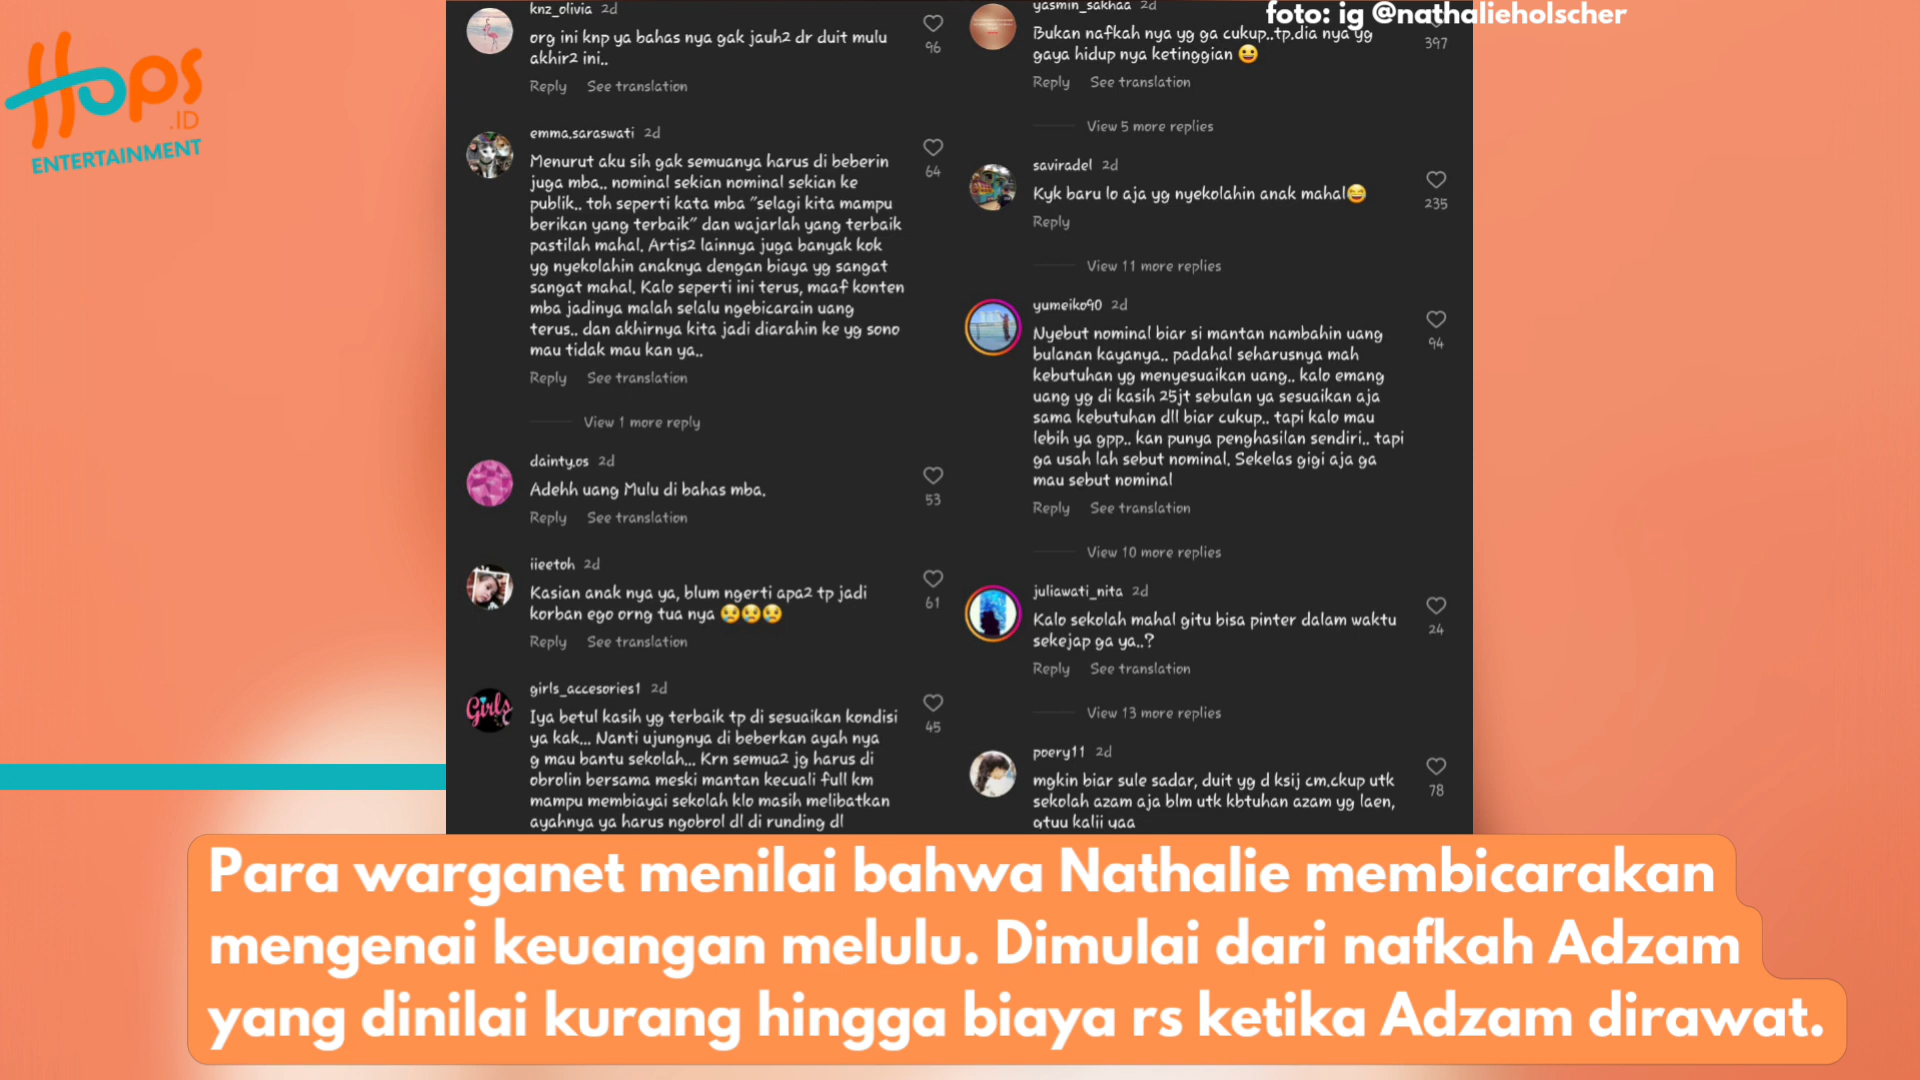 Hops
.ID
ENTERTAINMENT
foto: ig @nathalieholscher
knz_olivia 2d
org ini knp ya bahas nya gak jauh2 dr duit mulu
akhir2 ini..
96
Reply See translation
emma.saraswati 2d
Menurut aku sih gak semuanya harus di beberin
juga mba.. nominal sekian nominal sekian ke
publik.. toh seperti kata mba "selagi kita mampu
berikan yang terbaik" dan wajarlah yang terbaik
pastilah mahal. Artis2 lainnya juga banyak kok
yg nyekolahin anaknya dengan biaya yg sangat
sangat mahal. Kalo seperti ini terus, maaf konten
mba jadinya malah selalu ngebicarain uang
terus.. dan akhirnya kita jadi diarahin ke yg sono
mau tidak mau kan ya..
64
Reply See translation
View 1 more reply
dainty.os 2d
Adehh uang Mulu di bahas mba.
53
Reply See translation
iieetoh 2d
Kasian anak nya ya, blum ngerti apa2 tp jadi
korban ego orng tua nya 😢😢😢
61
Reply See translation
girls_accesories1 2d
Girls
Iya betul kasih yg terbaik tp di sesuaikan kondisi
ya kak... Nanti ujungnya di beberkan ayah nya
g mau bantu sekolah... Krn semua2 jg harus di
obrolin bersama meski mantan kecuali full km
mampu membiayai sekolah klo masih melibatkan
ayahnya ya harus ngobrol dl di runding dl
45
yasmin_sakhaa 2d
Bukan nafkah nya yg ga cukup..tp.dia nya yg
gaya hidup nya ketinggian 😀
397
Reply See translation
View 5 more replies
saviradel 2d
Kyk baru lo aja yg nyekolahin anak mahal😅
235
Reply
View 11 more replies
yumeiko90 2d
Nyebut nominal biar si mantan nambahin uang
bulanan kayanya.. padahal seharusnya mah
kebutuhan yg menyesuaikan uang.. kalo emang
uang yg di kasih 25jt sebulan ya sesuaikan aja
sama kebutuhan dll biar cukup.. tapi kalo mau
lebih ya gpp.. kan punya penghasilan sendiri.. tapi
ga usah lah sebut nominal. Sekelas gigi aja ga
mau sebut nominal
94
Reply See translation
View 10 more replies
juliawati_nita 2d
Kalo sekolah mahal gitu bisa pinter dalam waktu
sekejap ga ya..?
24
Reply See translation
View 13 more replies
poery11 2d
mgkin biar sule sadar, duit yg d ksij cm.ckup utk
sekolah azam aja blm utk kbtuhan azam yg laen,
gtuu kalii yaa
78
Para warganet menilai bahwa Nathalie membicarakan
mengenai keuangan melulu. Dimulai dari nafkah Adzam
yang dinilai kurang hingga biaya rs ketika Adzam dirawat.